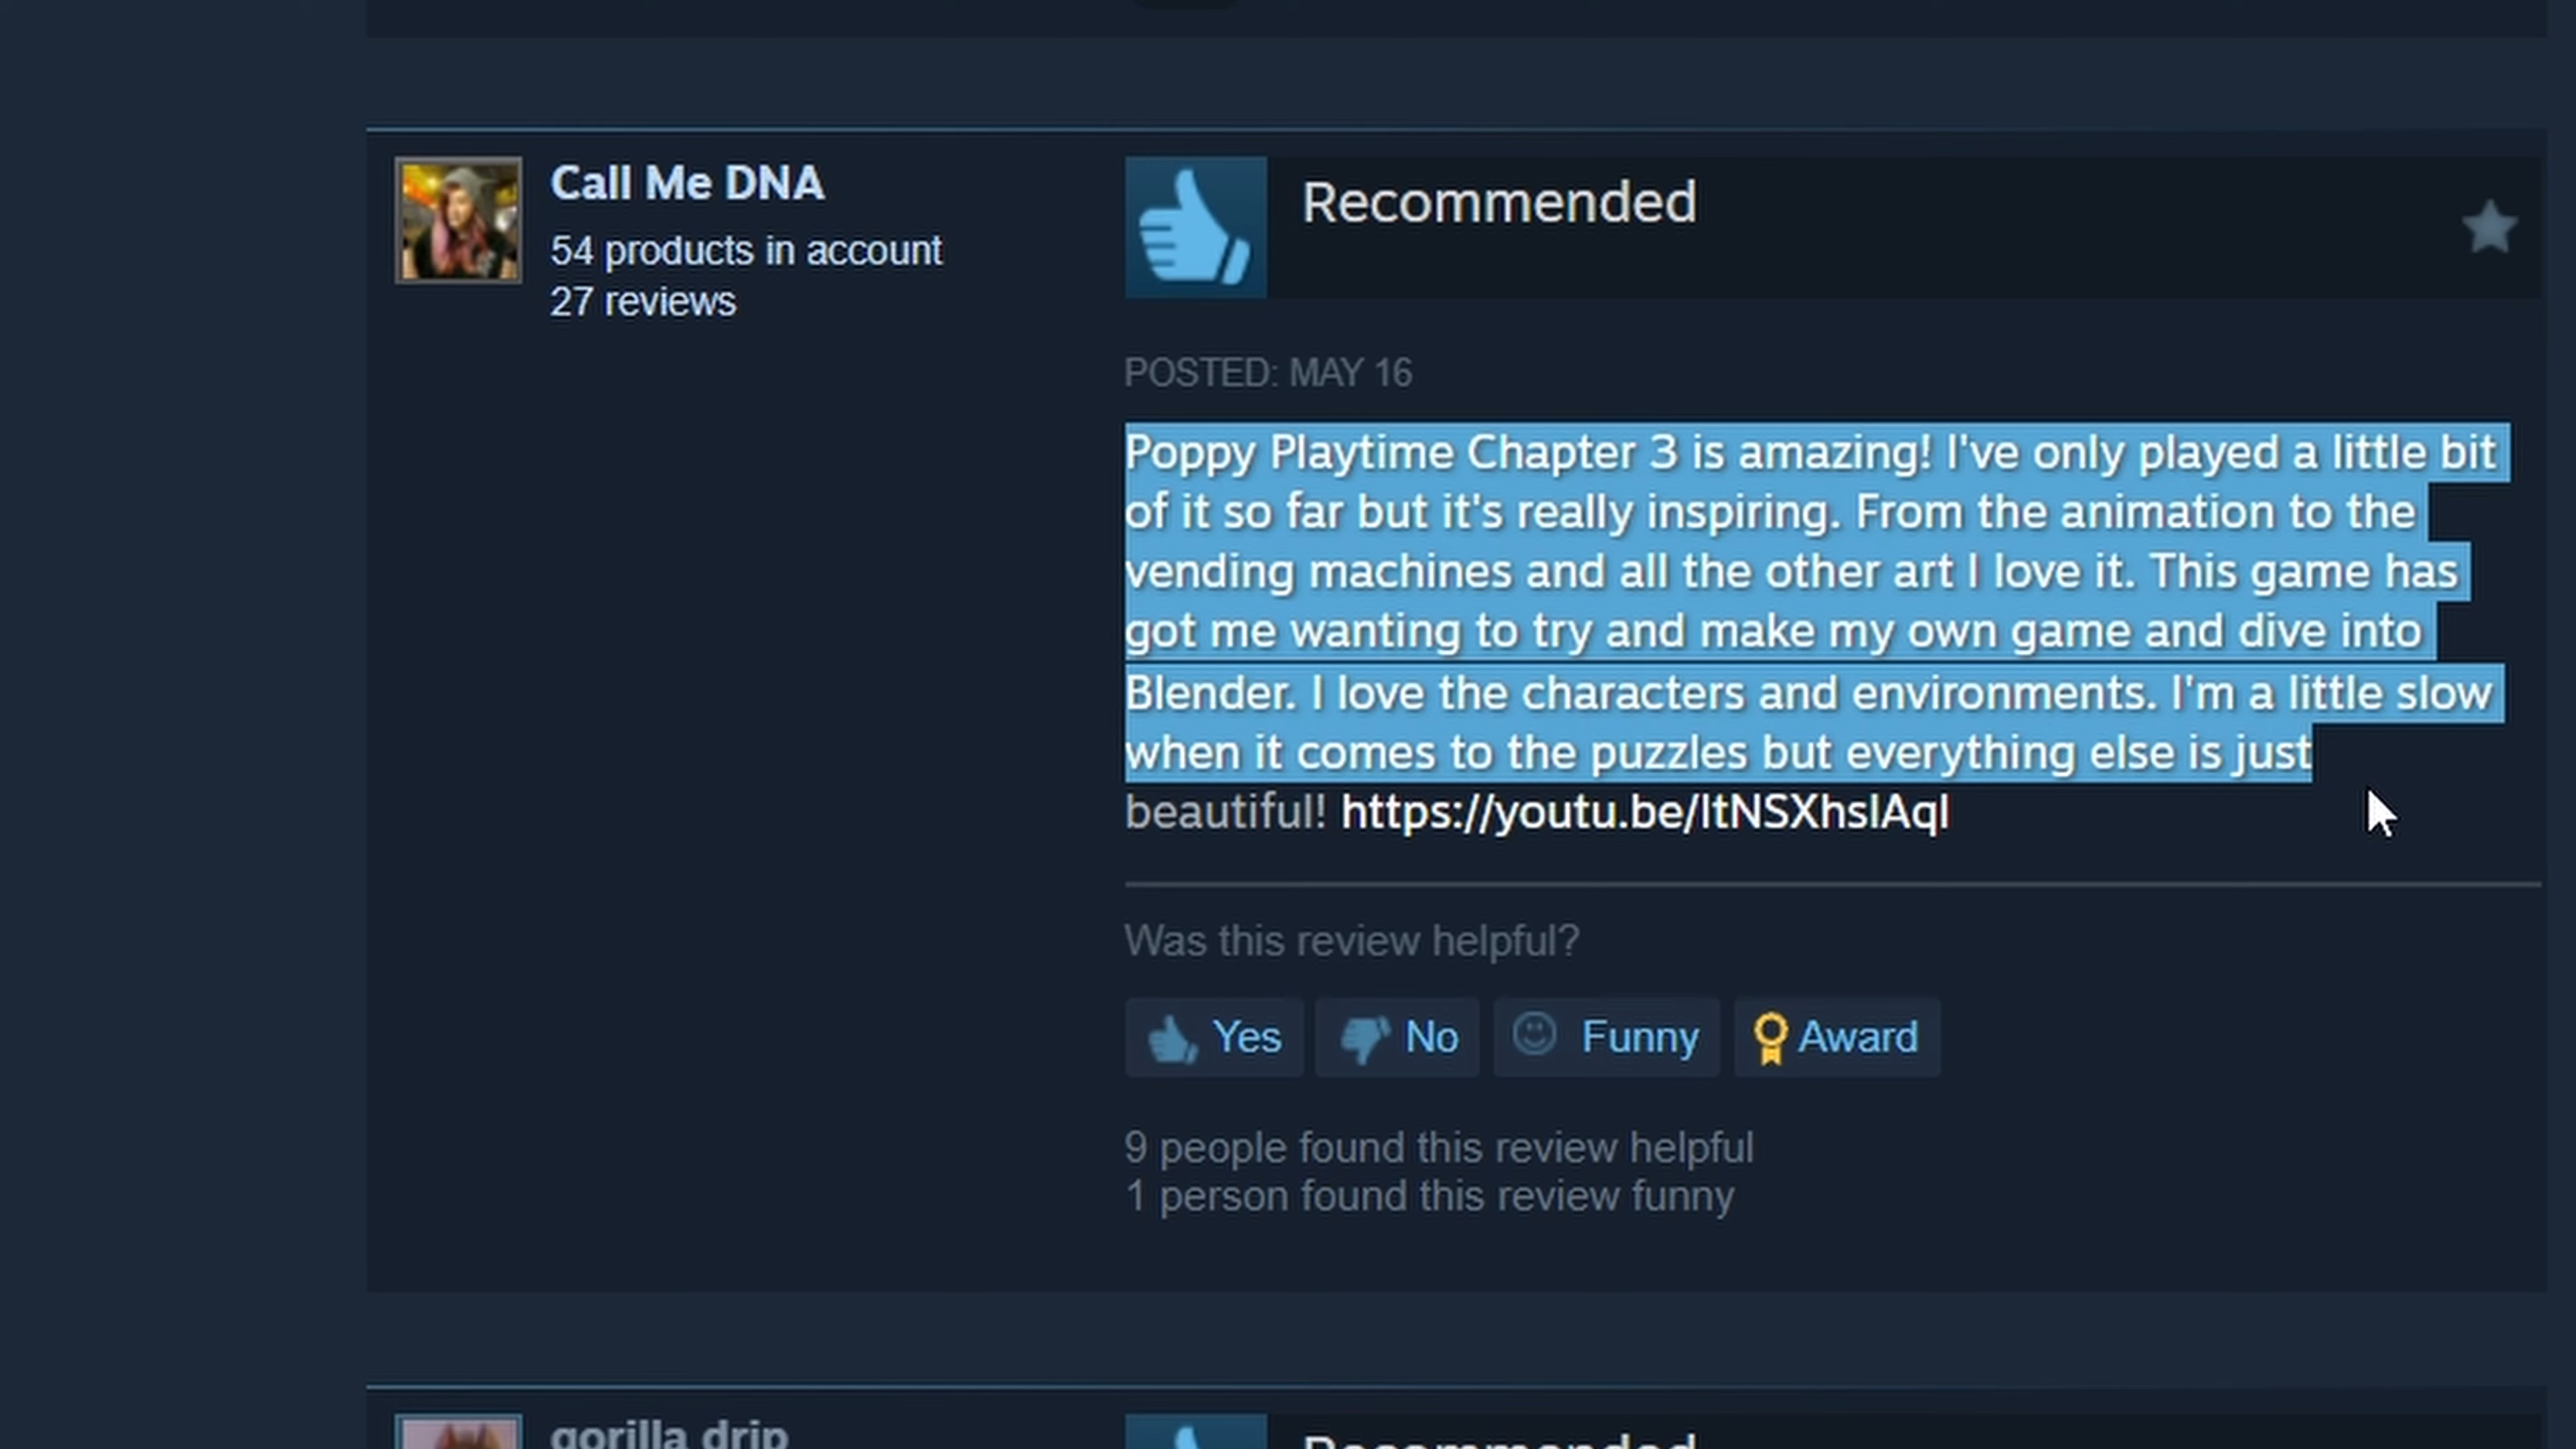 Call Me DNA
54 products in account
27 reviews
Recommended
POSTED: MAY 16
Poppy Playtime Chapter 3 is amazing! I've only played a little bit
of it so far but it's really inspiring. From the animation to the
vending machines and all the other art I love it. This game has
got me wanting to try and make my own game and dive into
Blender. I love the characters and environments. I'm a little slow
when it comes to the puzzles but everything else is just
beautiful! https://youtu.be/ItNSXhsIAqI
Was this review helpful?
Yes
No
Funny
Award
9 people found this review helpful
1 person found this review funny
gorilla drip
Recommended